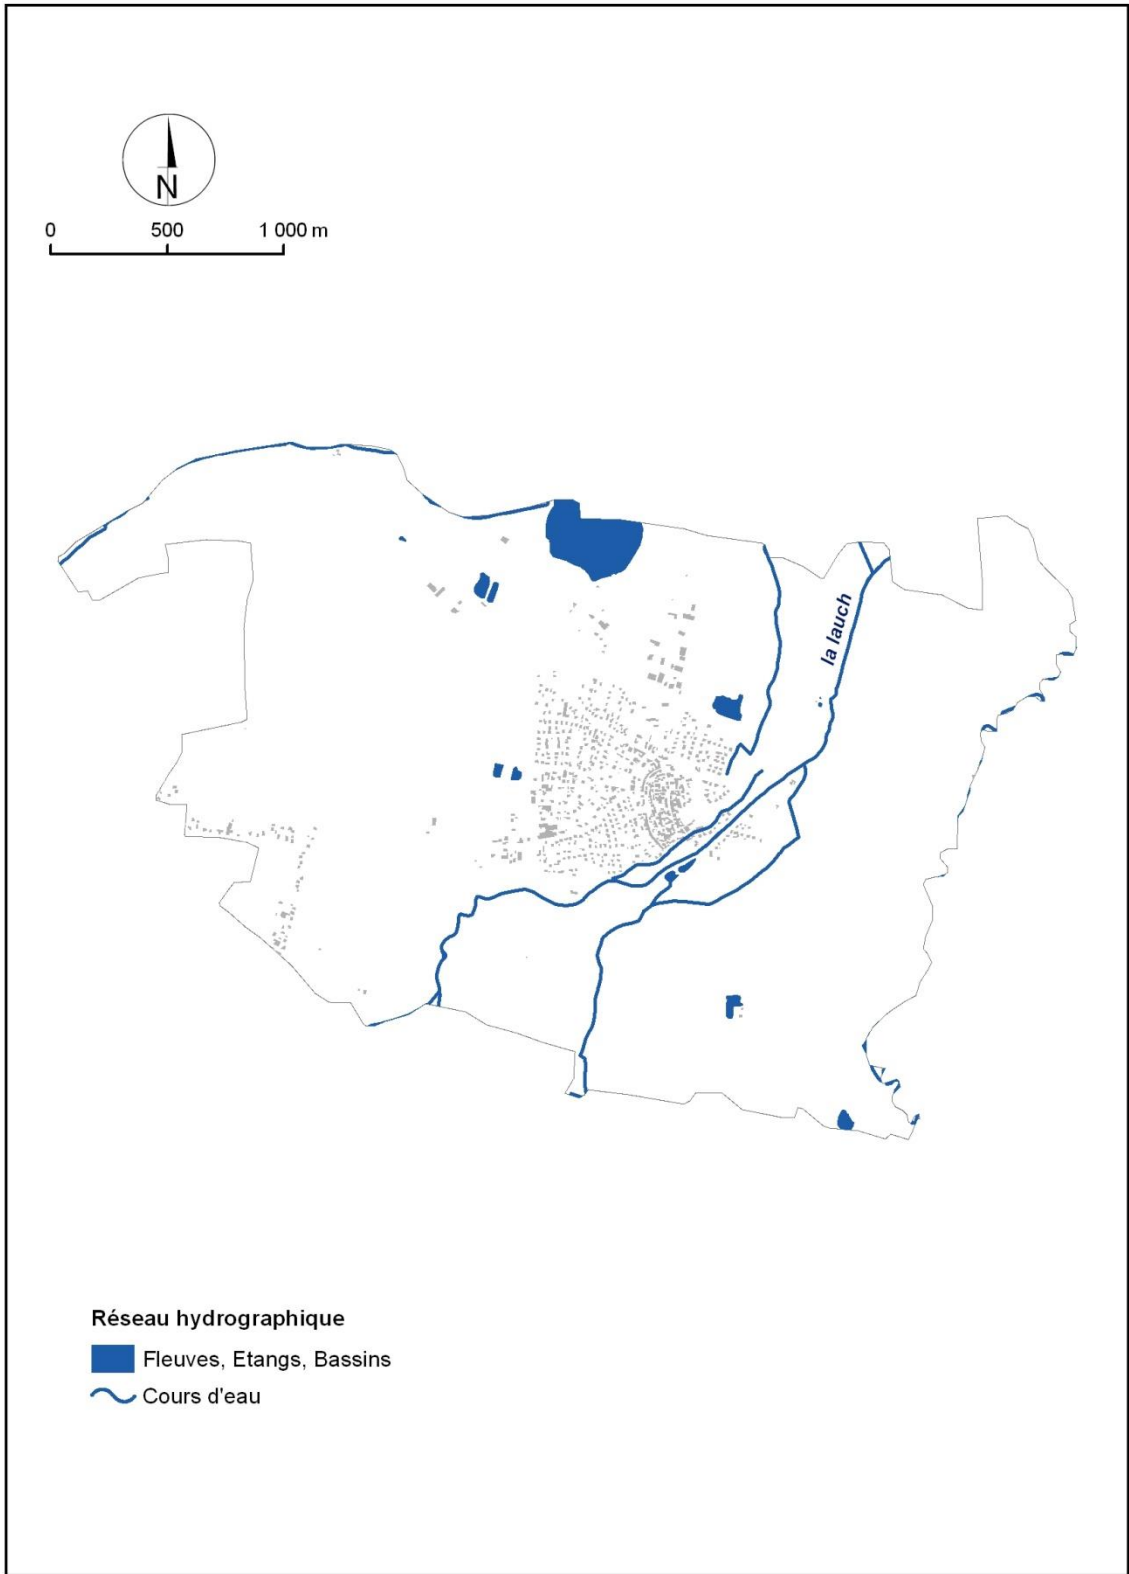 N
0 500 1 000 m
la lauch
Réseau hydrographique
Fleuves, Etangs, Bassins
Cours d'eau